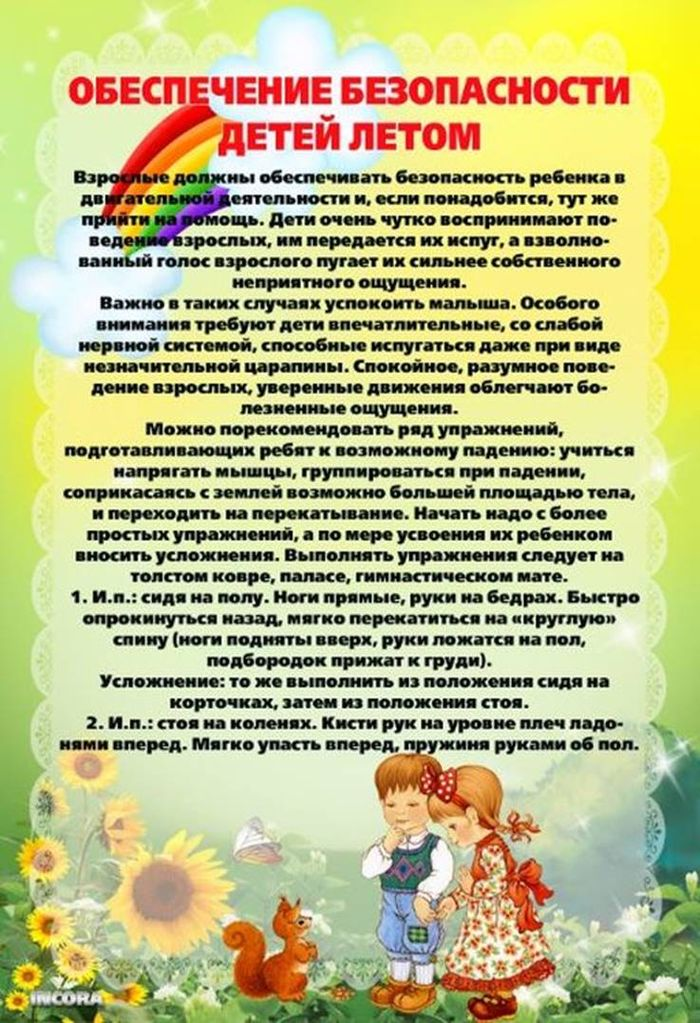 ОБЕСПЕЧЕНИЕ БЕЗОПАСНОСТИ
ДЕТЕЙ ЛЕТОМ
Взрослые должны обеспечивать безопасность ребенка в
двигательной деятельности и, если понадобится, тут же
прийти на помощь. Дети очень чутко воспринимают по-
ведение взрослых, им передается их испуг, а взволно-
ванный голос взрослого пугает их сильнее собственного
неприятного ощущения.
Важно в таких случаях успокоить малыша. Особого
внимания требуют дети впечатлительные, со слабой
нервной системой, способные испугаться даже при виде
незначительной царапины. Спокойное, разумное пове-
дение взрослых, уверенные движения облегчают бо-
лезненные ощущения.
Можно порекомендовать ряд упражнений,
подготавливающих ребят к возможному падению: учиться
напрягать мышцы, группироваться при падении,
соприкасаясь с землей возможно большей площадью тела,
и переходить на перекатывание. Начать надо с более
простых упражнений, а по мере усвоения их ребенком
вносить усложнения. Выполнять упражнения следует на
толстом ковре, паласе, гимнастическом мате.
1. И.п.: сидя на полу. Ноги прямые, руки на бедрах. Быстро
опрокинуться назад, мягко перекатиться на «круглую»
спину (ноги подняты вверх, руки ложатся на пол,
подбородок прижат к груди).
Усложнение: то же выполнить из положения сидя на
корточках, затем из положения стоя.
2. И.п.: стоя на коленях. Кисти рук на уровне плеч ладо-
нями вперед. Мягко упасть вперед, пружиня руками об пол.
INCORA